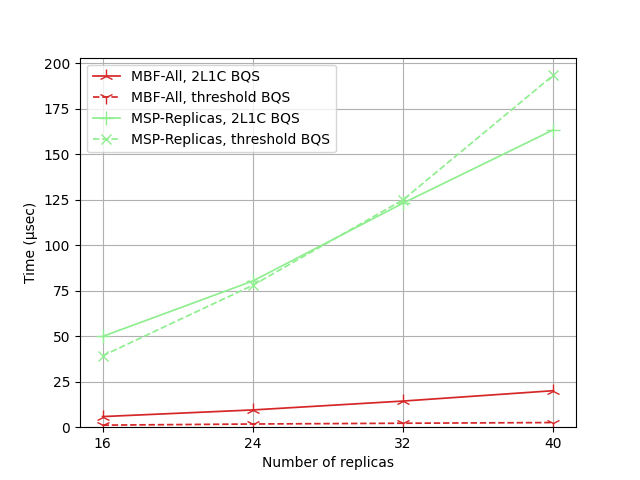 200
175
150
125
100
75
50
25
0
Time (μsec)
MBF-All, 2L1C BQS
MBF-All, threshold BQS
MSP-Replicas, 2L1C BQS
MSP-Replicas, threshold BQS
16 24 32 40
Number of replicas